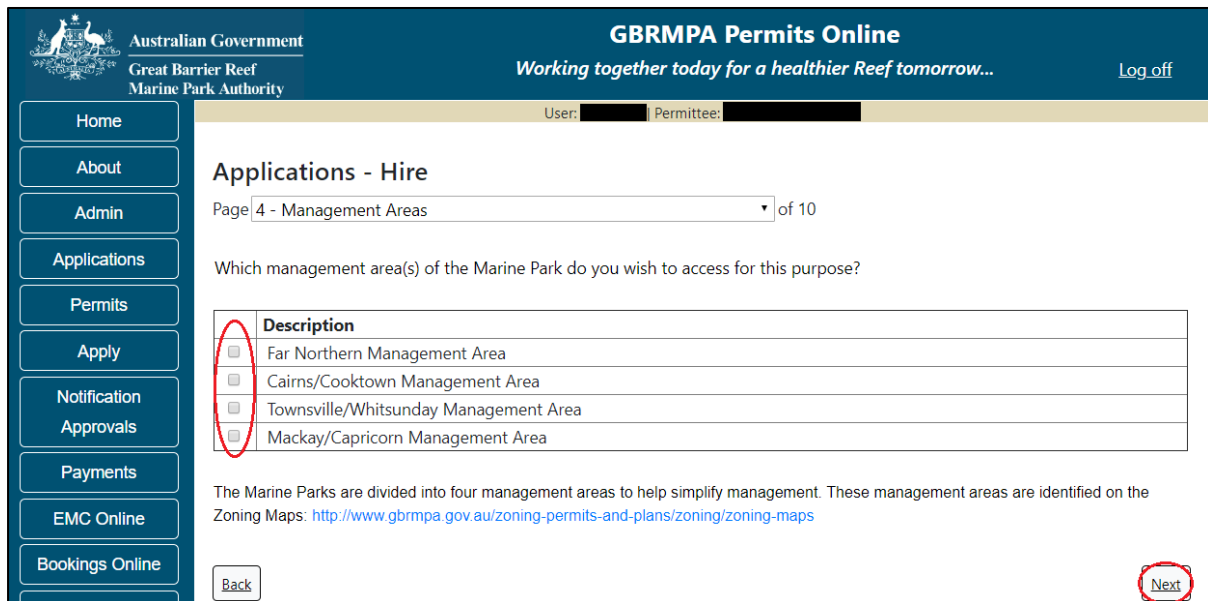 Australian Government
Great Barrier Reef
Marine Park Authority
GBRMPA Permits Online
Working together today for a healthier Reef tomorrow...
Log off
User: | Permittee:
Home
About
Admin
Applications
Permits
Apply
Notification
Approvals
Payments
EMC Online
Bookings Online
Applications - Hire
Page 4 - Management Areas of 10
Which management area(s) of the Marine Park do you wish to access for this purpose?
Description
Far Northern Management Area
Cairns/Cooktown Management Area
Townsville/Whitsunday Management Area
Mackay/Capricorn Management Area
The Marine Parks are divided into four management areas to help simplify management. These management areas are identified on the
Zoning Maps: http://www.gbrmpa.gov.au/zoning-permits-and-plans/zoning/zoning-maps
Back
Next